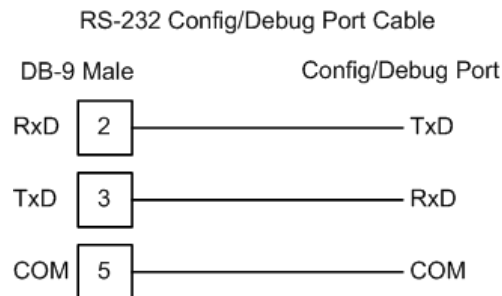 RS-232 Config/Debug Port Cable
DB-9 Male Config/Debug Port
RxD 2 TxD
TxD 3 RxD
COM 5 COM